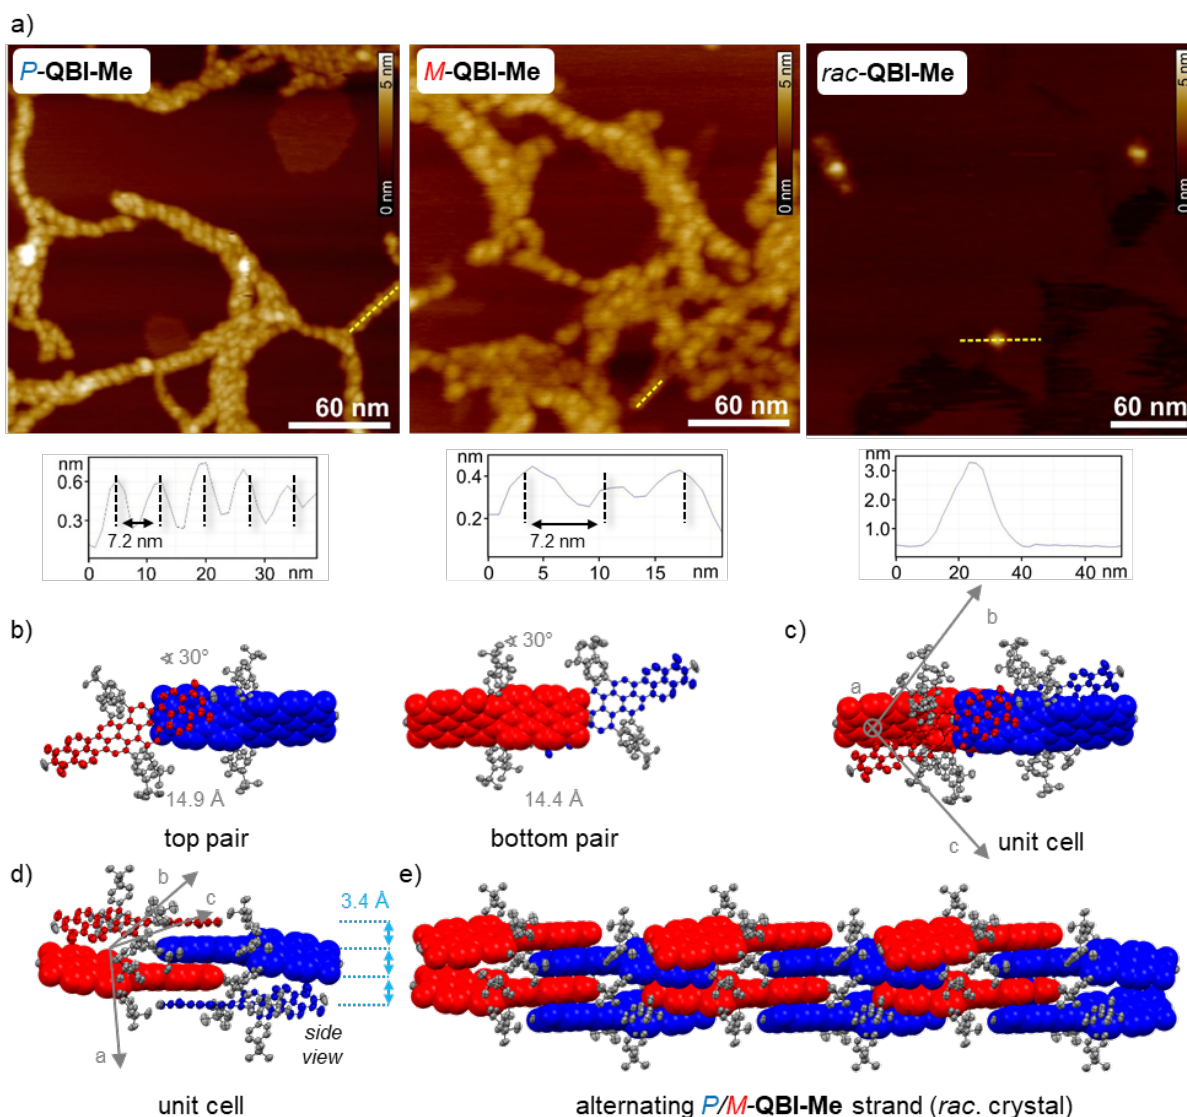 a)
P-QBI-Me
5 nm
0 nm
60 nm
M-QBI-Me
5 nm
0 nm
60 nm
rac-QBI-Me
5 nm
0 nm
60 nm
nm
0.6
0.3
7.2 nm
0 10 20 30 nm
nm
0.4
0.2
7.2 nm
0 5 10 15 nm
nm
3.0
2.0
1.0
0 20 40 40 nm
b)
∢ 30°
14.9 Å
top pair
∢ 30°
14.4 Å
bottom pair
c)
b
a
c
unit cell
d)
b
c
a
3.4 Å
side
view
unit cell
e)
alternating P/M-QBI-Me strand (rac. crystal)